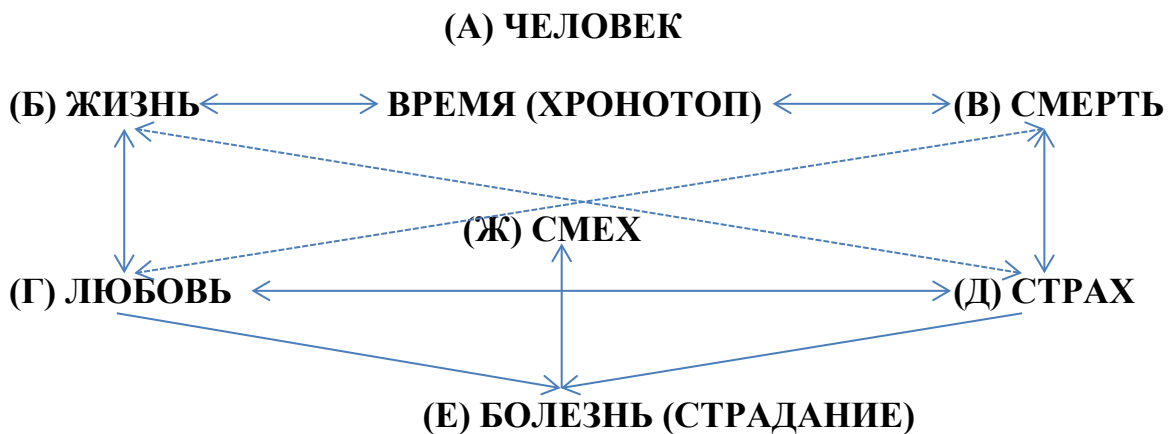 (А) ЧЕЛОВЕК
(Б) ЖИЗНЬ ВРЕМЯ (ХРОНОТОП) (В) СМЕРТЬ
(Ж) СМЕХ
(Г) ЛЮБОВЬ (Д) СТРАХ
(Е) БОЛЕЗНЬ (СТРАДАНИЕ)